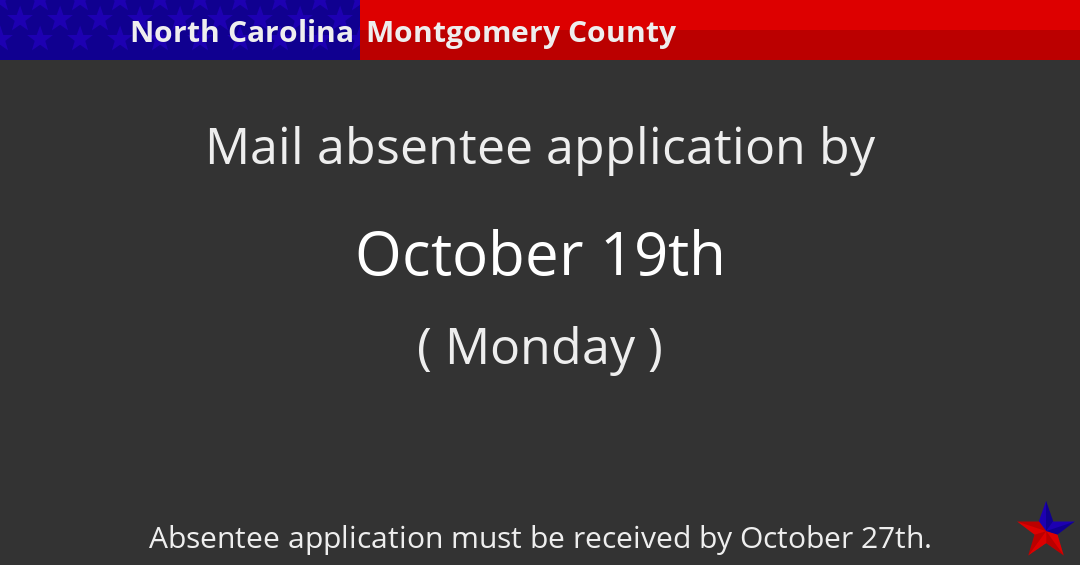 North Carolina Montgomery County
Mail absentee application by
October 19th
( Monday )
Absentee application must be received by October 27th.